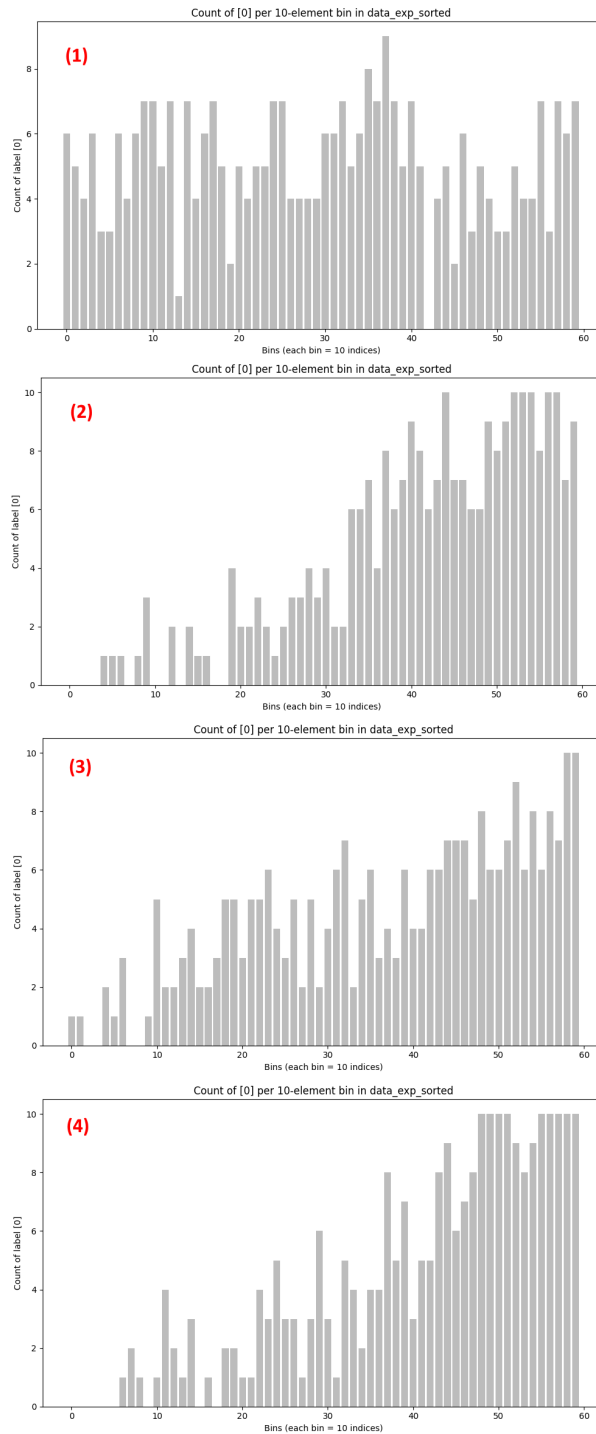 Count of [0] per 10-element bin in data_exp_sorted
(1)
8
6
4
2
0
Count of label [0]
0 10 20 30 40 50 60
Bins (each bin = 10 indices)
Count of [0] per 10-element bin in data_exp_sorted
(2)
10
8
6
4
2
0
Count of label [0]
0 10 20 30 40 50 60
Bins (each bin = 10 indices)
Count of [0] per 10-element bin in data_exp_sorted
(3)
10
8
6
4
2
0
Count of label [0]
0 10 20 30 40 50 60
Bins (each bin = 10 indices)
Count of [0] per 10-element bin in data_exp_sorted
(4)
10
8
6
4
2
0
Count of label [0]
0 10 20 30 40 50 60
Bins (each bin = 10 indices)